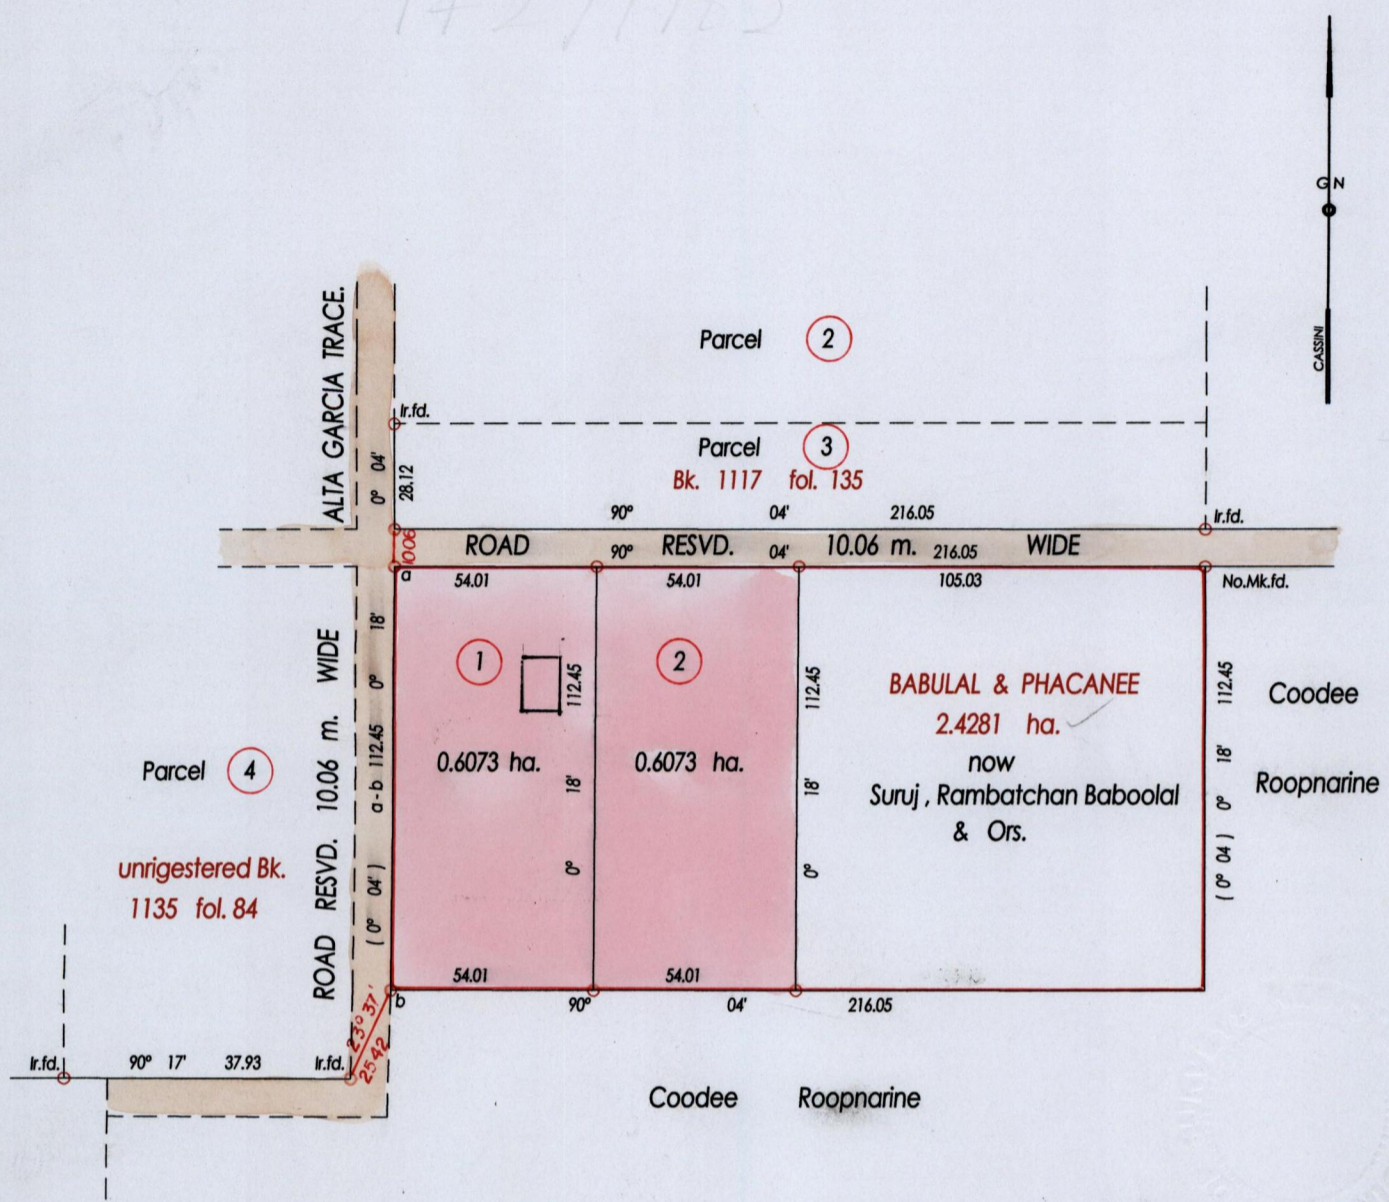 G N
CASSINI
ALTA GARCIA TRACE.
Parcel 2
Ir.fd.
Parcel 3
Bk. 1117 fol. 135
0° 04' 28.12
90° 04' 216.05
Ir.fd.
10.06
ROAD RESVD. 10.06 m. WIDE
90° 04' 216.05
a
54.01
54.01
105.03
No.Mk.fd.
1
2
112.45
0° 18'
112.45
0° 18'
0.6073 ha.
0.6073 ha.
BABULAL & PHACANEE
2.4281 ha.
now
Suruj , Rambatchan Baboolal
& Ors.
112.45
0° 18'
( 0° 04 )
Coodee
Roopnarine
ROAD RESVD. 10.06 m. WIDE
( 0° 04' ) a - b 112.45 0° 18'
Parcel 4
unrigestered Bk.
1135 fol. 84
54.01
54.01
b
90° 04' 216.05
23° 37'
25.42
Ir.fd.
90° 17' 37.93
Ir.fd.
Coodee Roopnarine